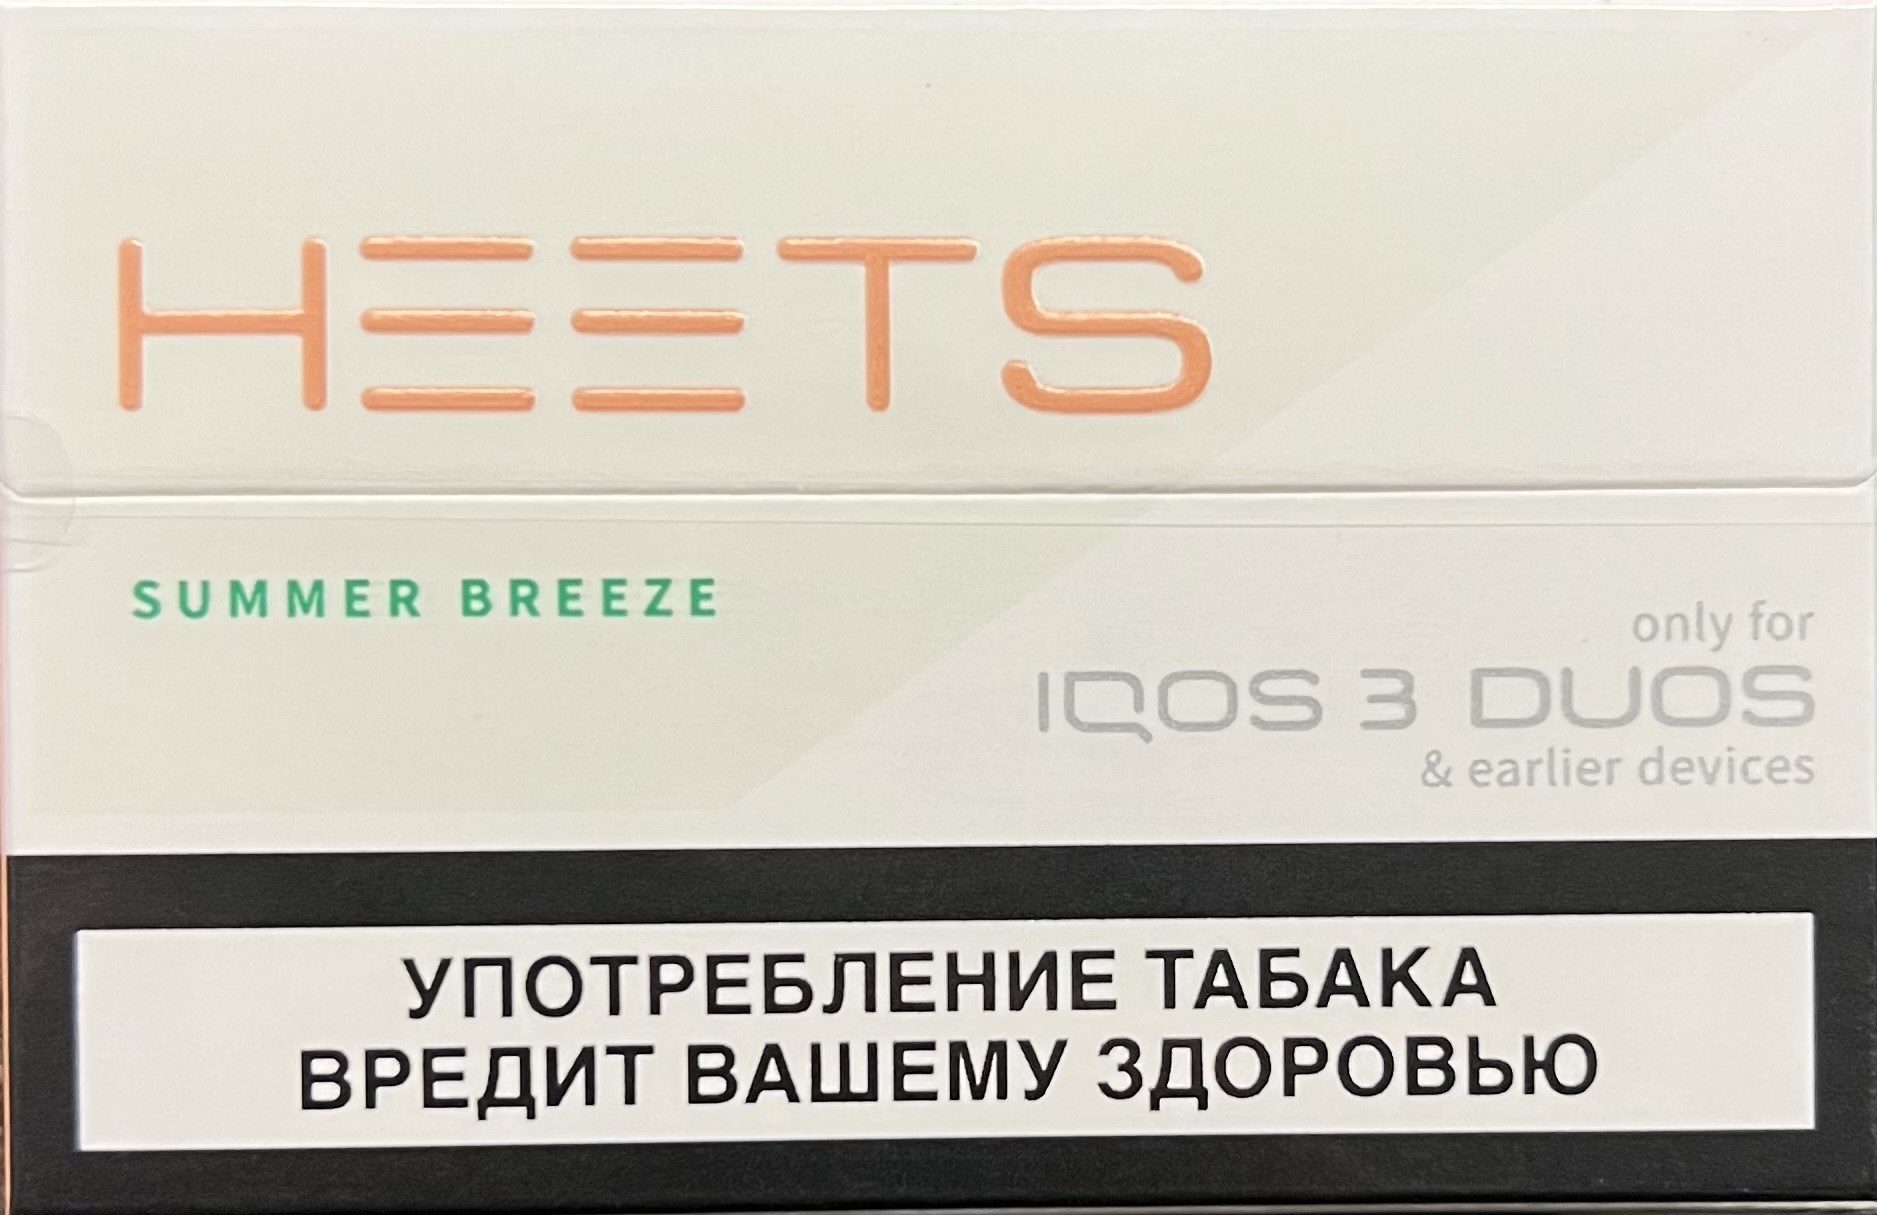 HEETS
SUMMER BREEZE
only for
IQOS 3 DUOS
& earlier devices
УПОТРЕБЛЕНИЕ ТАБАКА
ВРЕДИТ ВАШЕМУ ЗДОРОВЬЮ